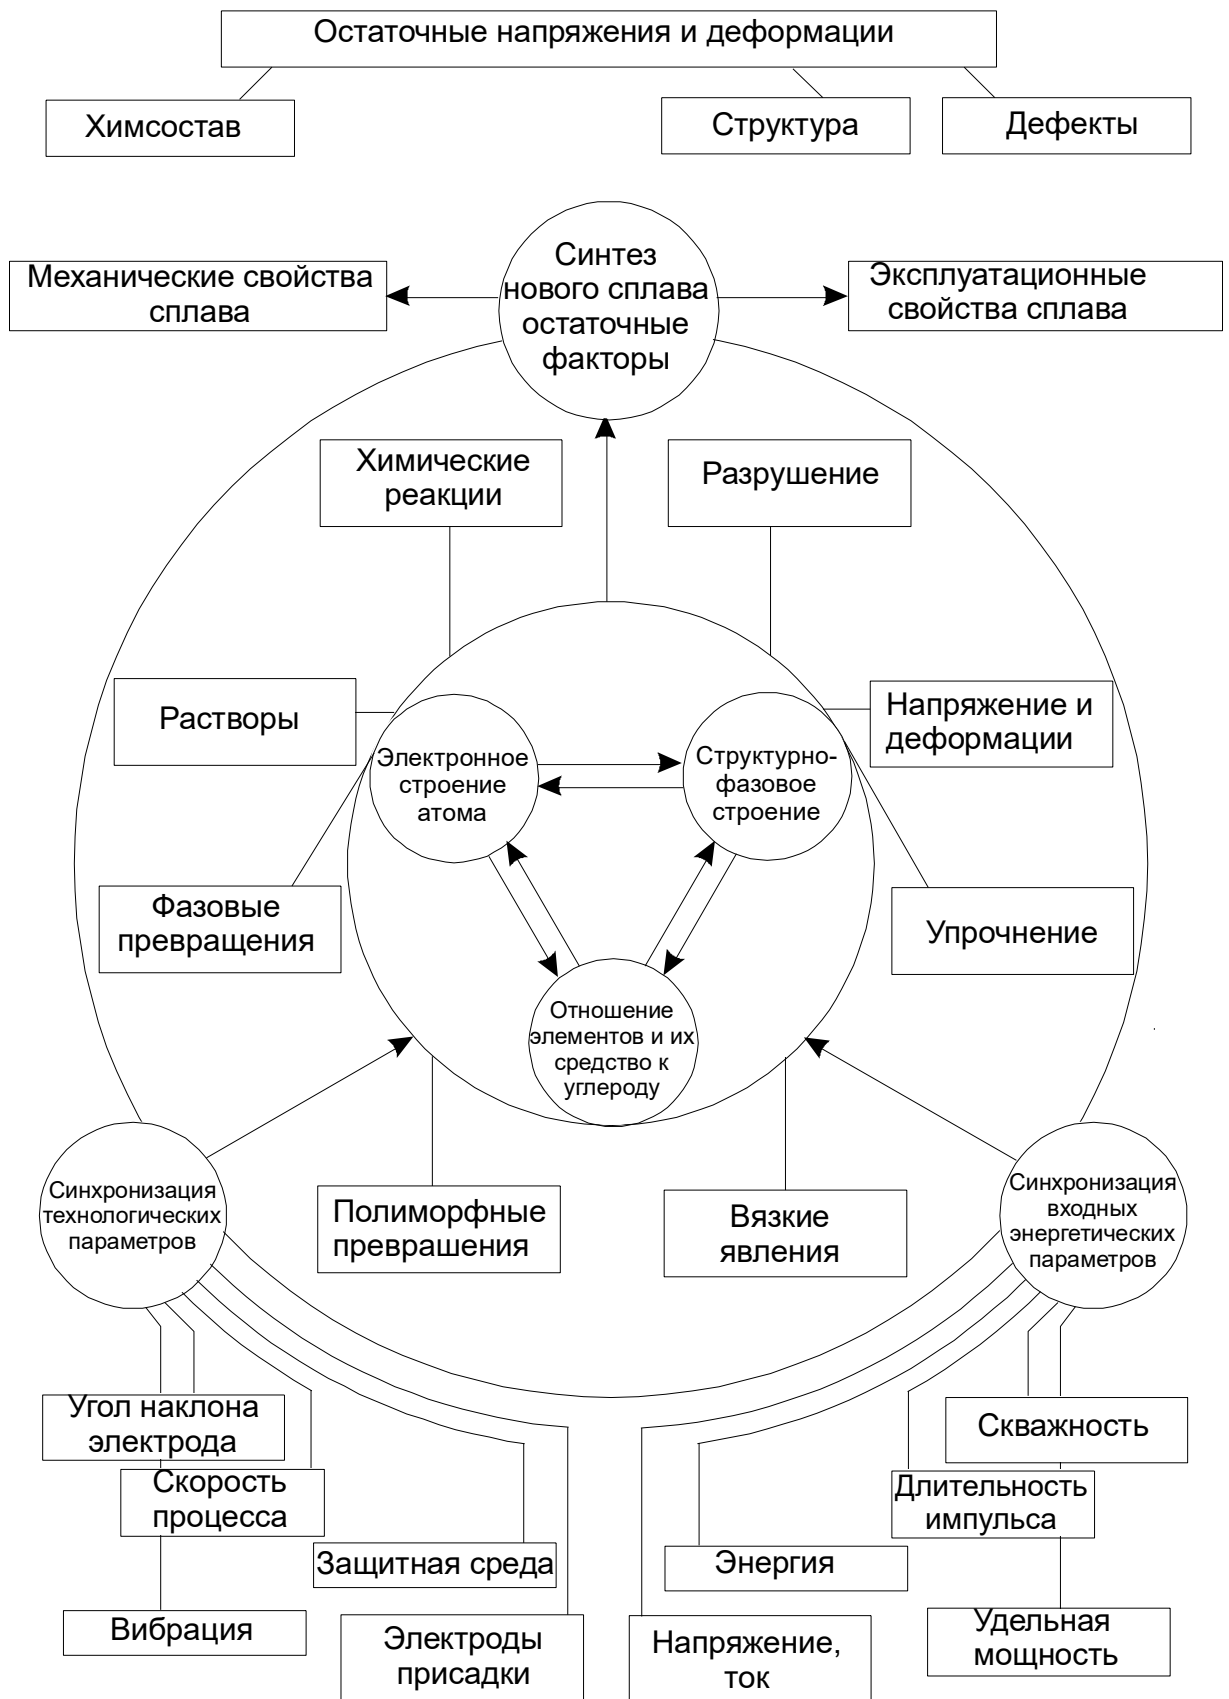 Остаточные напряжения и деформации
Химсостав
Структура
Дефекты
Синтез
нового сплава
остаточные
факторы
Механические свойства
сплава
Эксплуатационные
свойства сплава
Химические
реакции
Разрушение
Растворы
Напряжение и
деформации
Электронное
строение
атома
Структурно-
фазовое
строение
Фазовые
превращения
Упрочнение
Отношение
элементов и их
средство к
углероду
Синхронизация
технологических
параметров
Полиморфные
преврашения
Вязкие
явления
Синхронизация
входных
энергетических
параметров
Угол наклона
электрода
Скважность
Скорость
процесса
Длительность
импульса
Защитная среда
Энергия
Вибрация
Электроды
присадки
Напряжение,
ток
Удельная
мощность